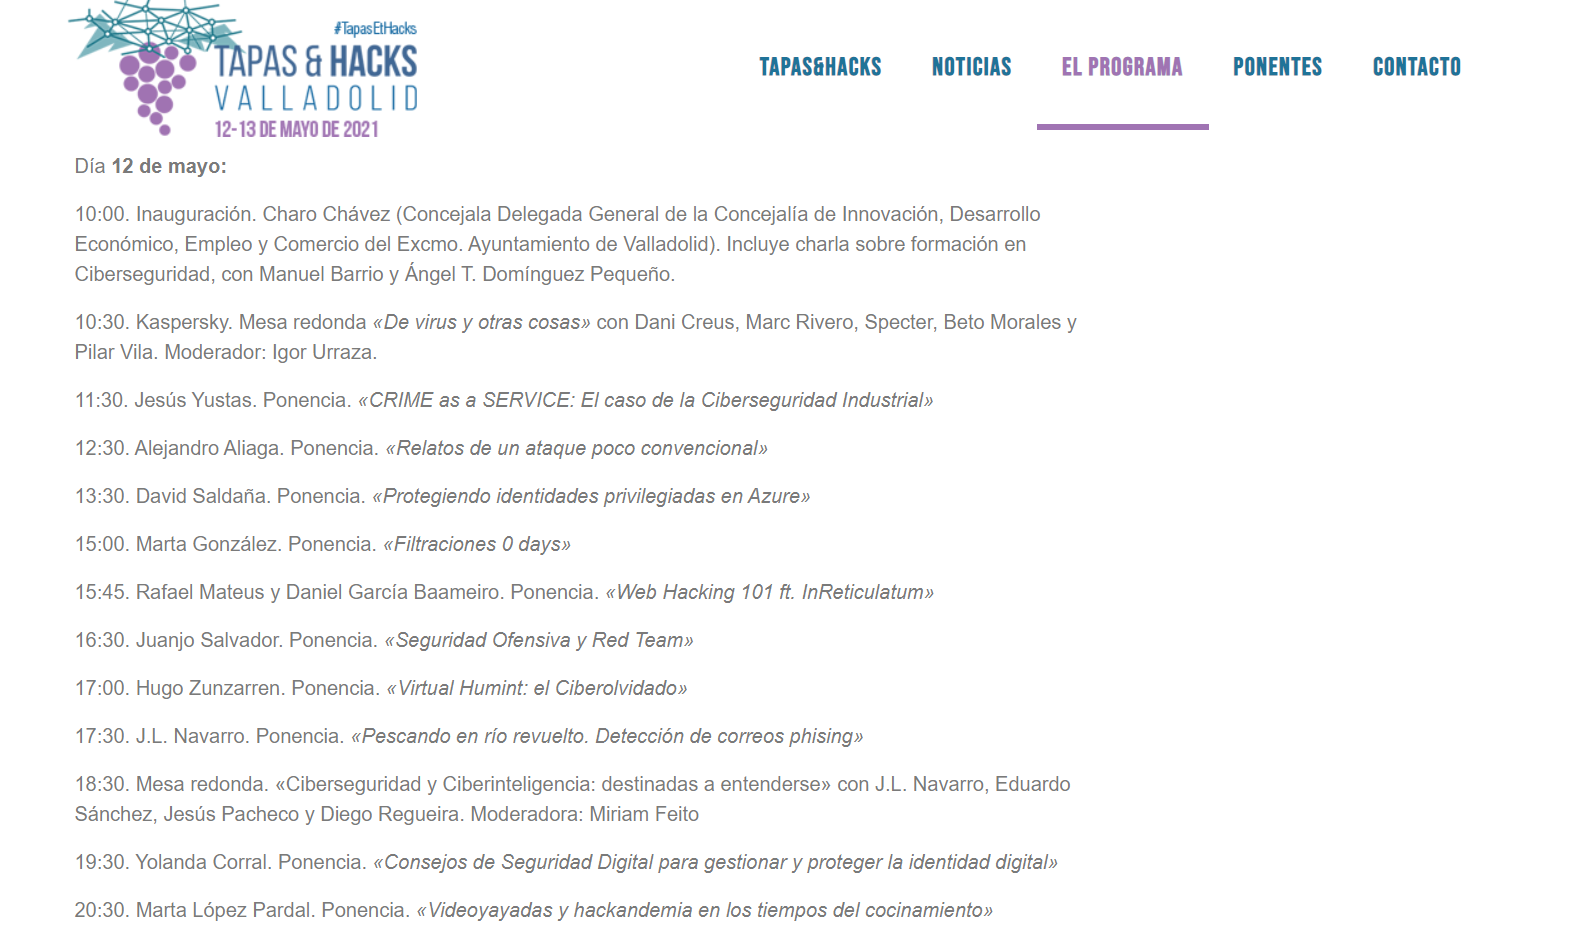 #TapasEtHacks
TAPAS & HACKS
VALLADOLID
12-13 DE MAYO DE 2021
TAPAS&HACKS NOTICIAS EL PROGRAMA PONENTES CONTACTO
Día 12 de mayo:
10:00. Inauguración. Charo Chávez (Concejala Delegada General de la Concejalía de Innovación, Desarrollo
Económico, Empleo y Comercio del Excmo. Ayuntamiento de Valladolid). Incluye charla sobre formación en
Ciberseguridad, con Manuel Barrio y Ángel T. Domínguez Pequeño.
10:30. Kaspersky. Mesa redonda «De virus y otras cosas» con Dani Creus, Marc Rivero, Specter, Beto Morales y
Pilar Vila. Moderador: Igor Urraza.
11:30. Jesús Yustas. Ponencia. «CRIME as a SERVICE: El caso de la Ciberseguridad Industrial»
12:30. Alejandro Aliaga. Ponencia. «Relatos de un ataque poco convencional»
13:30. David Saldaña. Ponencia. «Protegiendo identidades privilegiadas en Azure»
15:00. Marta González. Ponencia. «Filtraciones 0 days»
15:45. Rafael Mateus y Daniel García Baameiro. Ponencia. «Web Hacking 101 ft. InReticulatum»
16:30. Juanjo Salvador. Ponencia. «Seguridad Ofensiva y Red Team»
17:00. Hugo Zunzarren. Ponencia. «Virtual Humint: el Ciberolvidado»
17:30. J.L. Navarro. Ponencia. «Pescando en río revuelto. Detección de correos phising»
18:30. Mesa redonda. «Ciberseguridad y Ciberinteligencia: destinadas a entenderse» con J.L. Navarro, Eduardo
Sánchez, Jesús Pacheco y Diego Regueira. Moderadora: Miriam Feito
19:30. Yolanda Corral. Ponencia. «Consejos de Seguridad Digital para gestionar y proteger la identidad digital»
20:30. Marta López Pardal. Ponencia. «Videoyayadas y hackandemia en los tiempos del cocinamiento»